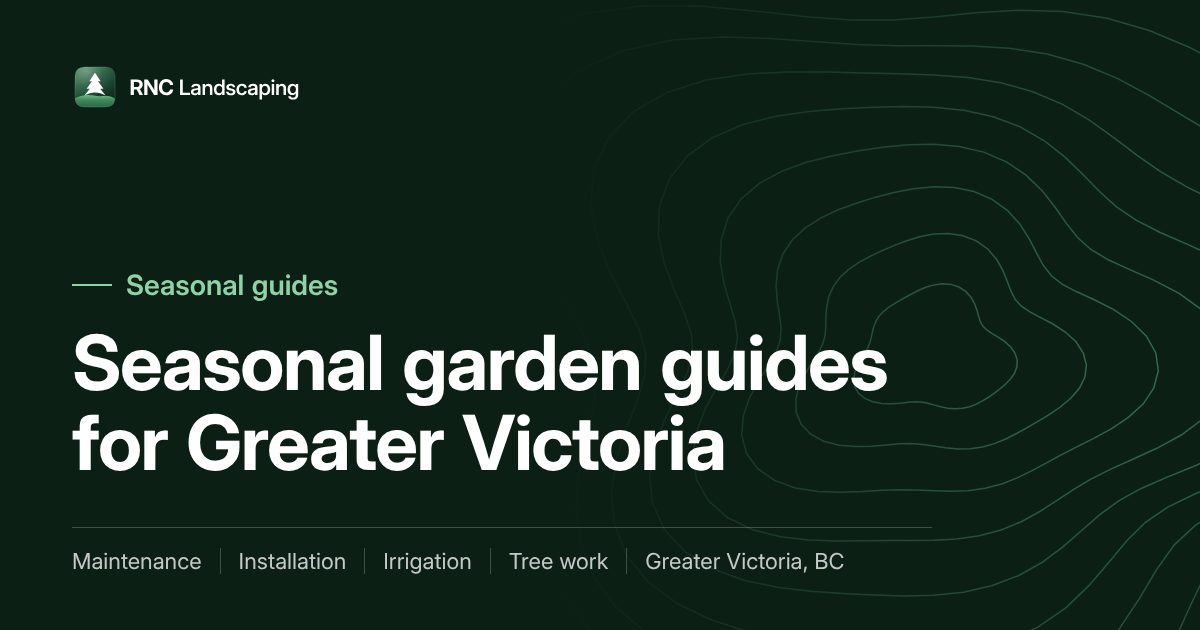 RNC Landscaping
Seasonal guides
Seasonal garden guides
for Greater Victoria
Maintenance | Installation | Irrigation | Tree work | Greater Victoria, BC